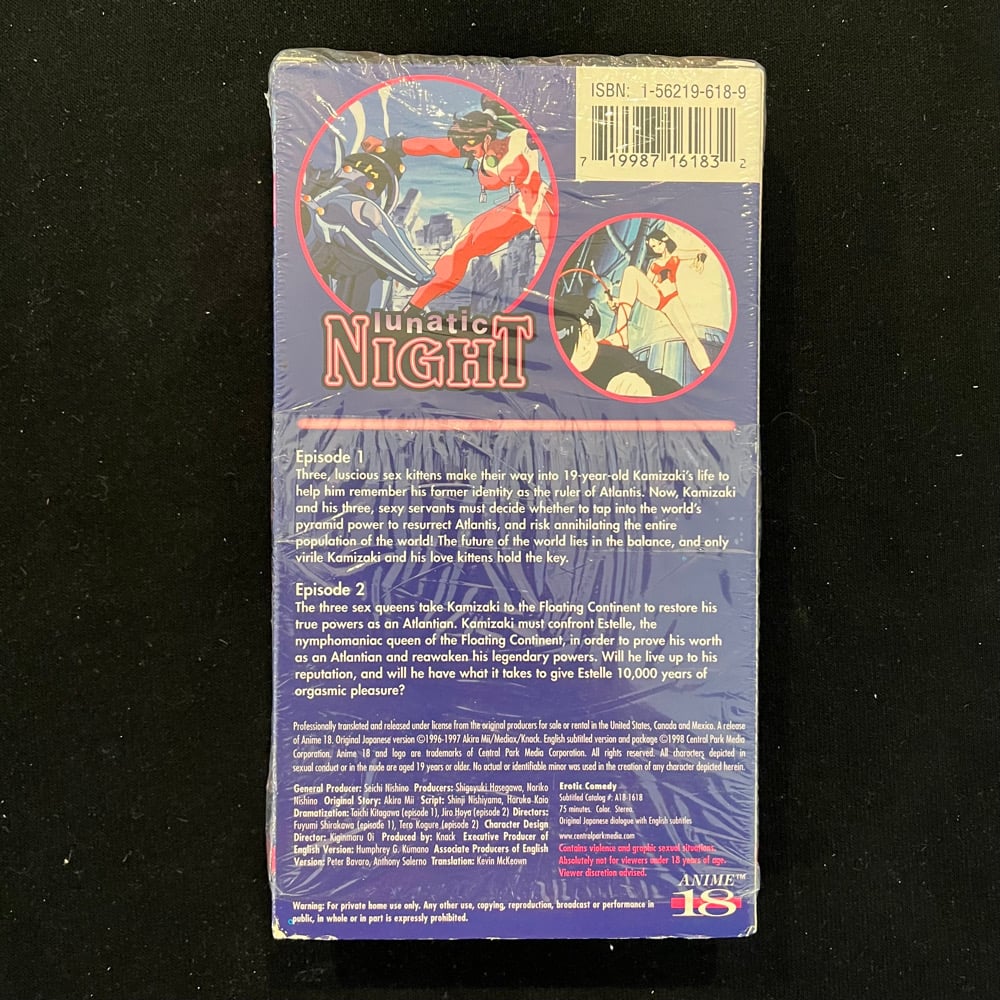 ISBN: 1-56219-618-9
7 19987 16183 2
lunatic
NIGHT
Episode 1
Three, luscious sex kittens make their way into 19-year-old Kamizaki's life to
help him remember his former identity as the ruler of Atlantis. Now, Kamizaki
and his three, sexy servants must decide whether to tap into the world's
pyramid power to resurrect Atlantis, and risk annihilating the entire
population of the world! The future of the world lies in the balance, and only
virile Kamizaki and his love kittens hold the key.
Episode 2
The three sex queens take Kamizaki to the Floating Continent to restore his
true powers as an Atlantian. Kamizaki must confront Estelle, the
nymphomaniac queen of the Floating Continent, in order to prove his worth
as an Atlantian and reawaken his legendary powers. Will he live up to his
reputation, and will he have what it takes to give Estelle 10,000 years of
orgasmic pleasure?
Professionally translated and released under license from the original producers for sale or rental in the United States, Canada and Mexico. A release
of Anime 18. Original Japanese version ©1996-1997 Akira Mii/Mediax/Knack. English subtitled version and package ©1998 Central Park Media
Corporation. Anime 18 and logo are trademarks of Central Park Media Corporation. All rights reserved. All characters depicted in
sexual conduct or in the nude are aged 19 years or older. No actual or identifiable minor was used in the creation of any character depicted herein.
General Producer: Seichi Nishino Producers: Shigeyuki Hasegawa, Noriko
Nishino Original Story: Akira Mii Script: Shinji Nishiyama, Haruka Kaio
Dramatization: Taichi Kitagawa (episode 1), Jiro Hoya (episode 2) Directors:
Fuyumi Shirakawa (episode 1), Tero Kogure (episode 2) Character Design
Director: Kiginmaru Oi Produced by: Knack Executive Producer of
English Version: Humphrey G. Kumano Associate Producers of English
Version: Peter Bavaro, Anthony Salerno Translation: Kevin McKeown
Erotic Comedy
Subtitled Catalog #: A18-1618
75 minutes. Color. Stereo.
Original Japanese dialogue with English subtitles
www.centralparkmedia.com
Contains violence and graphic sexual situations.
Absolutely not for viewers under 18 years of age.
Viewer discretion advised.
ANIME™
18
Warning: For private home use only. Any other use, copying, reproduction, broadcast or performance in
public, in whole or in part is expressly prohibited.